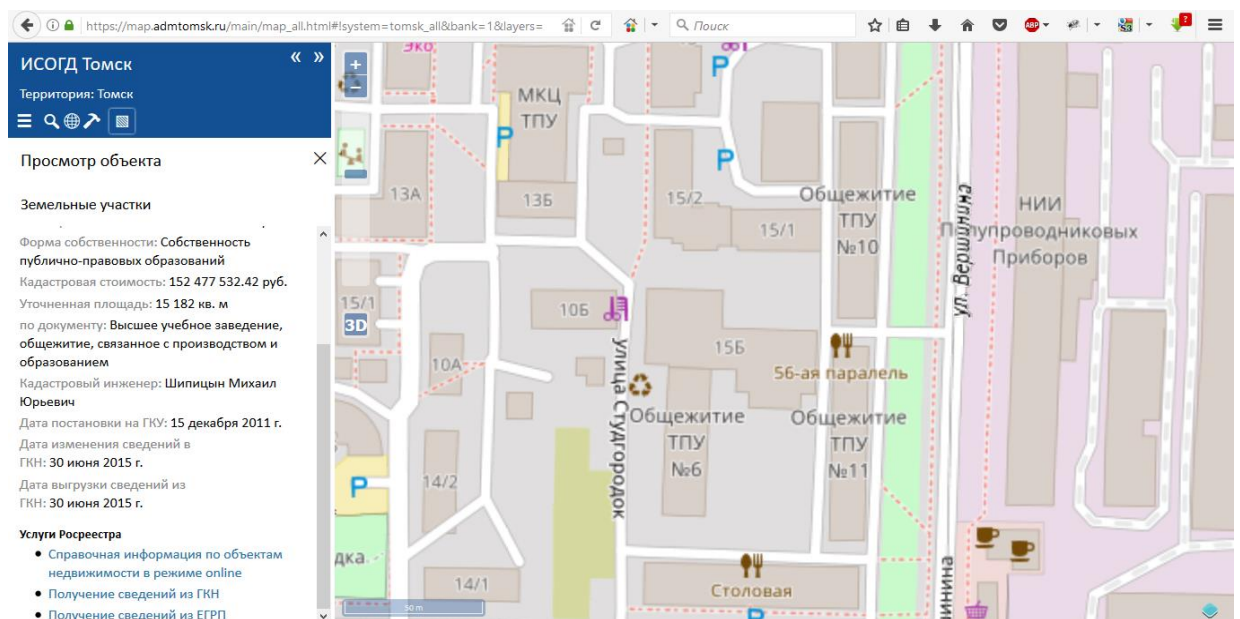 https://map.admtomsk.ru/main/map_all.html#!system=tomsk_all&bank=1&layers=
Поиск
ABP
ИСОГД Томск
Территория: Томск
Просмотр объекта
Земельные участки
Форма собственности: Собственность
публично-правовых образований
Кадастровая стоимость: 152 477 532.42 руб.
Уточненная площадь: 15 182 кв. м
по документу: Высшее учебное заведение,
общежитие, связанное с производством и
образованием
Кадастровый инженер: Шипицын Михаил
Юрьевич
Дата постановки на ГКУ: 15 декабря 2011 г.
Дата изменения сведений в
ГКН: 30 июня 2015 г.
Дата выгрузки сведений из
ГКН: 30 июня 2015 г.
Услуги Росреестра
Справочная информация по объектам
недвижимости в режиме online
Получение сведений из ГКН
Получение сведений из ЕГРП
Эко
P
МКЦ
ТПУ
P
P
13А
13Б
15/2
15/1
Общежитие
ТПУ
№10
ул. Вершинина
НИИ
Полупроводниковых
Приборов
15/1
3D
10Б
10А
15Б
56-ая паралель
улица Студгородок
Общежитие
ТПУ
№6
Общежитие
ТПУ
№11
P
14/2
14/1
Столовая
P
50 m